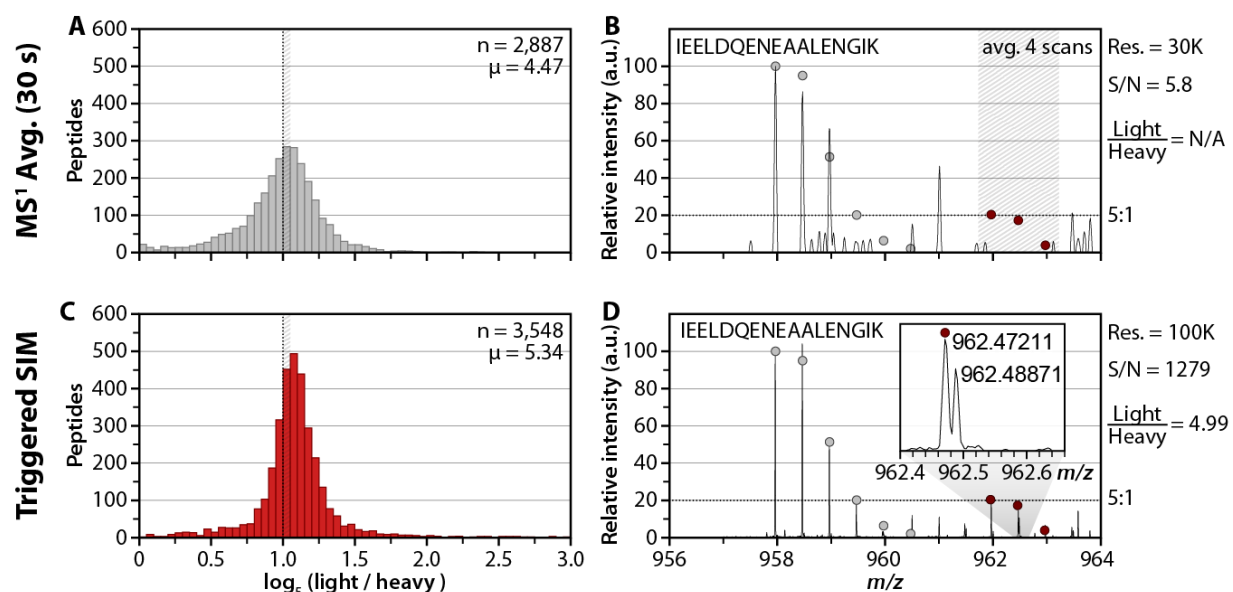 MS¹ Avg. (30 s)
A
600
500
400
300
200
100
0
Peptides
n = 2,887
μ = 4.47
B
IEELDQENEAALENGIK
avg. 4 scans
100
80
60
40
20
0
Relative intensity (a.u.)
Res. = 30K
S/N = 5.8
Light
Heavy = N/A
5:1
Triggered SIM
C
600
500
400
300
200
100
0
Peptides
n = 3,548
μ = 5.34
0 0.5 1.0 1.5 2.0 2.5 3.0
log₅ (light / heavy )
D
IEELDQENEAALENGIK
100
80
60
40
20
0
Relative intensity (a.u.)
962.47211
962.48871
962.4 962.5 962.6 m/z
Res. = 100K
S/N = 1279
Light
Heavy = 4.99
5:1
956 958 960 962 964
m/z